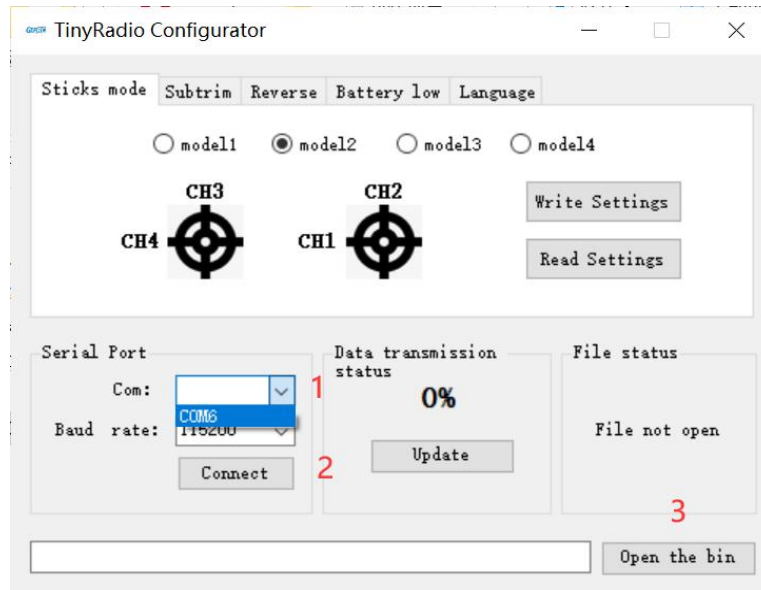 TinyRadio Configurator
Sticks mode Subtrim Reverse Battery low Language
model1 model2 model3 model4
CH3 CH2
CH4 CH1
Write Settings
Read Settings
Serial Port
Com: 1
COM6
Baud rate: 115200
Connect 2
Data transmission
status
0%
Update
File status
File not open
3
Open the bin